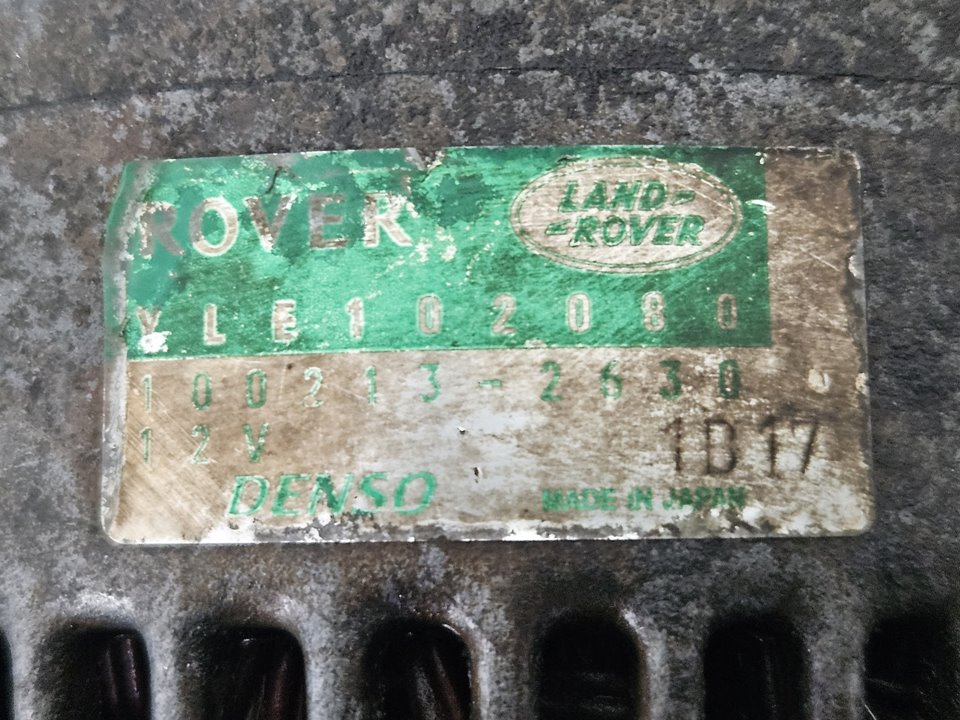 ROVER
LAND-
-ROVER
YLE102080
100213-2630
12V
1B17
DENSO
MADE IN JAPAN